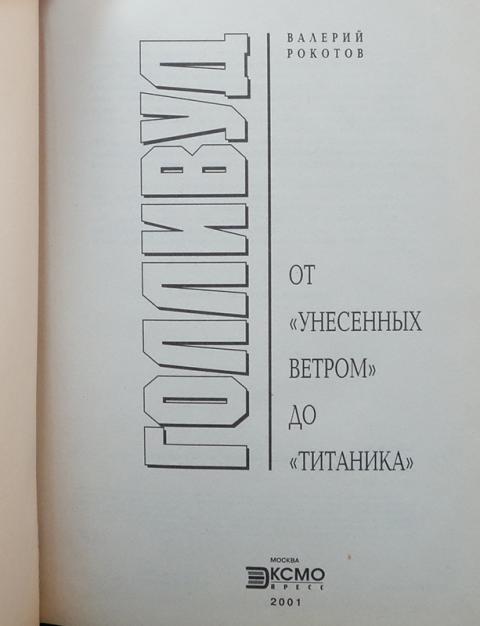 ВАЛЕРИЙ
РОКОТОВ
ГОЛЛИВУД
ОТ
«УНЕСЕННЫХ
ВЕТРОМ»
ДО
«ТИТАНИКА»
МОСКВА
ЭКСМО
ПРЕСС
2001